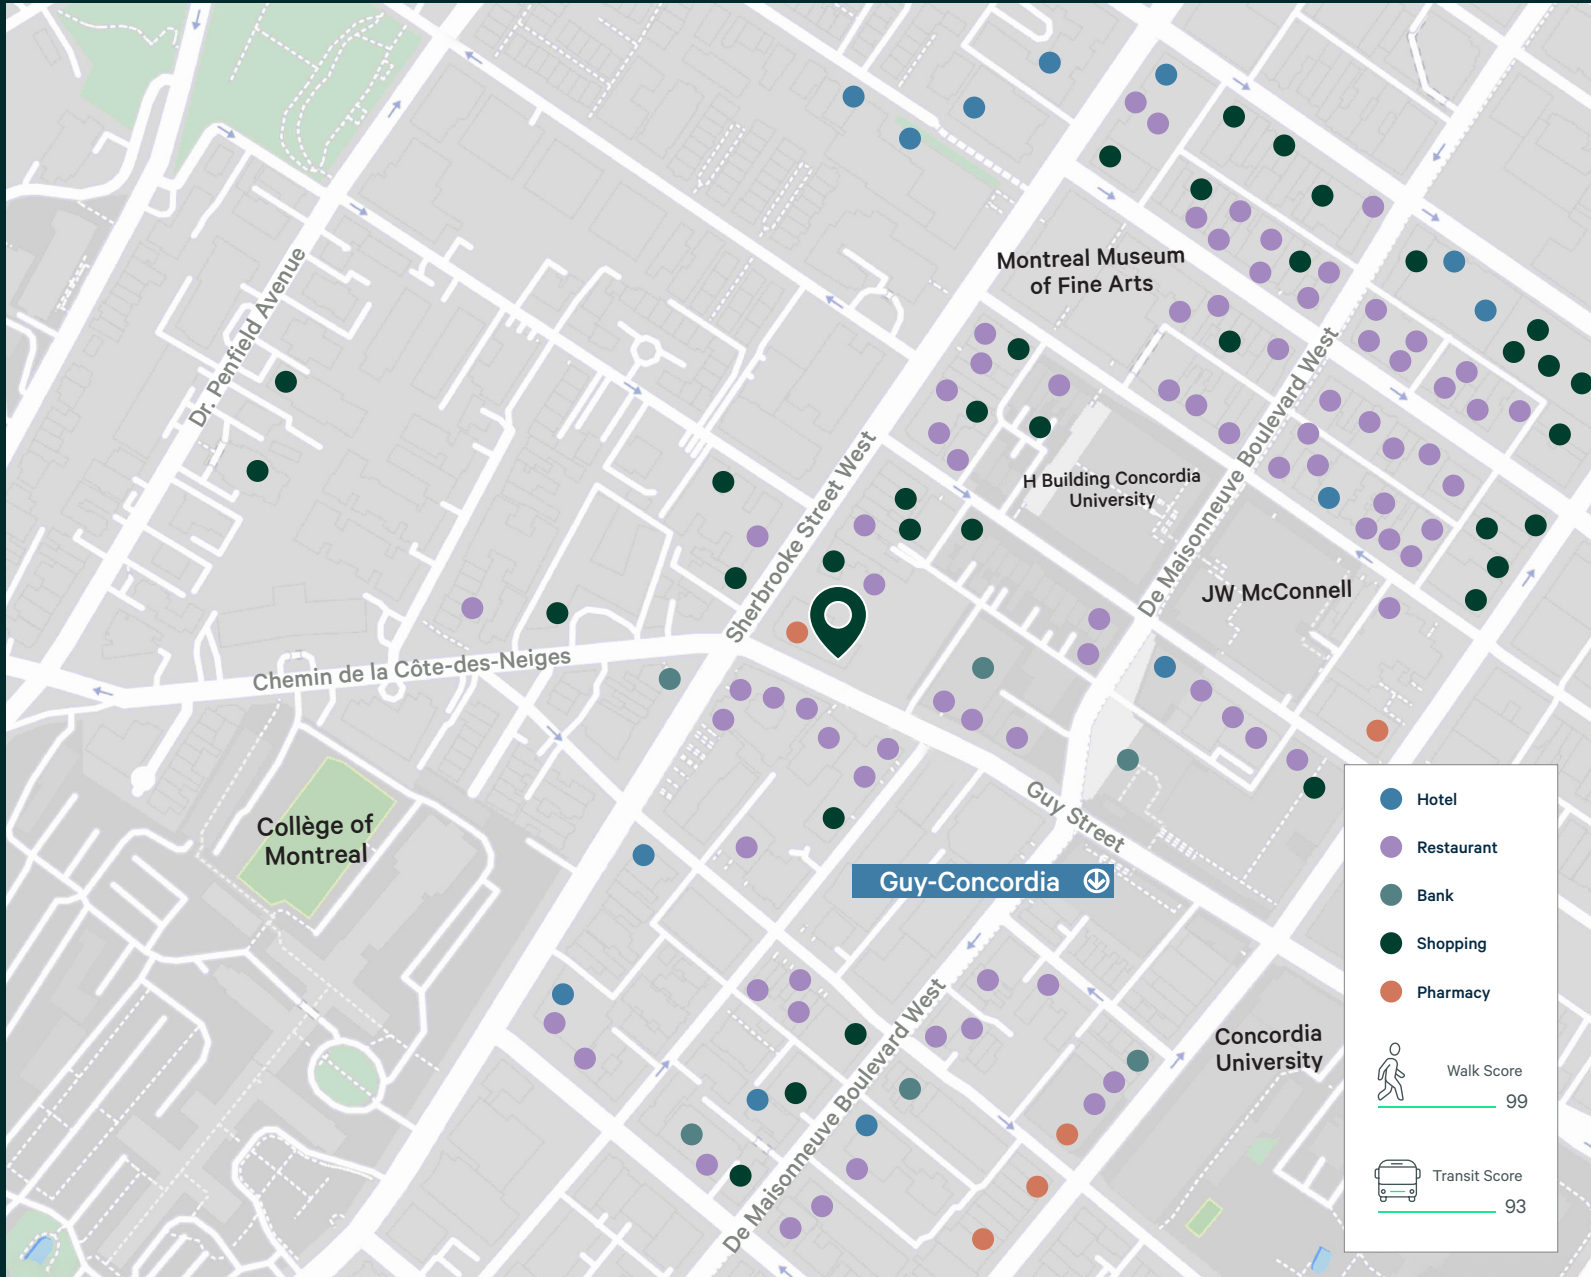 Montreal Museum
of Fine Arts
Dr. Penfield Avenue
De Maisonneuve Boulevard West
Sherbrooke Street West
H Building Concordia
University
JW McConnell
Chemin de la Côte-des-Neiges
Guy Street
Collège of
Montreal
Guy-Concordia
De Maisonneuve Boulevard West
Concordia
University
Hotel
Restaurant
Bank
Shopping
Pharmacy
Walk Score
99
Transit Score
93